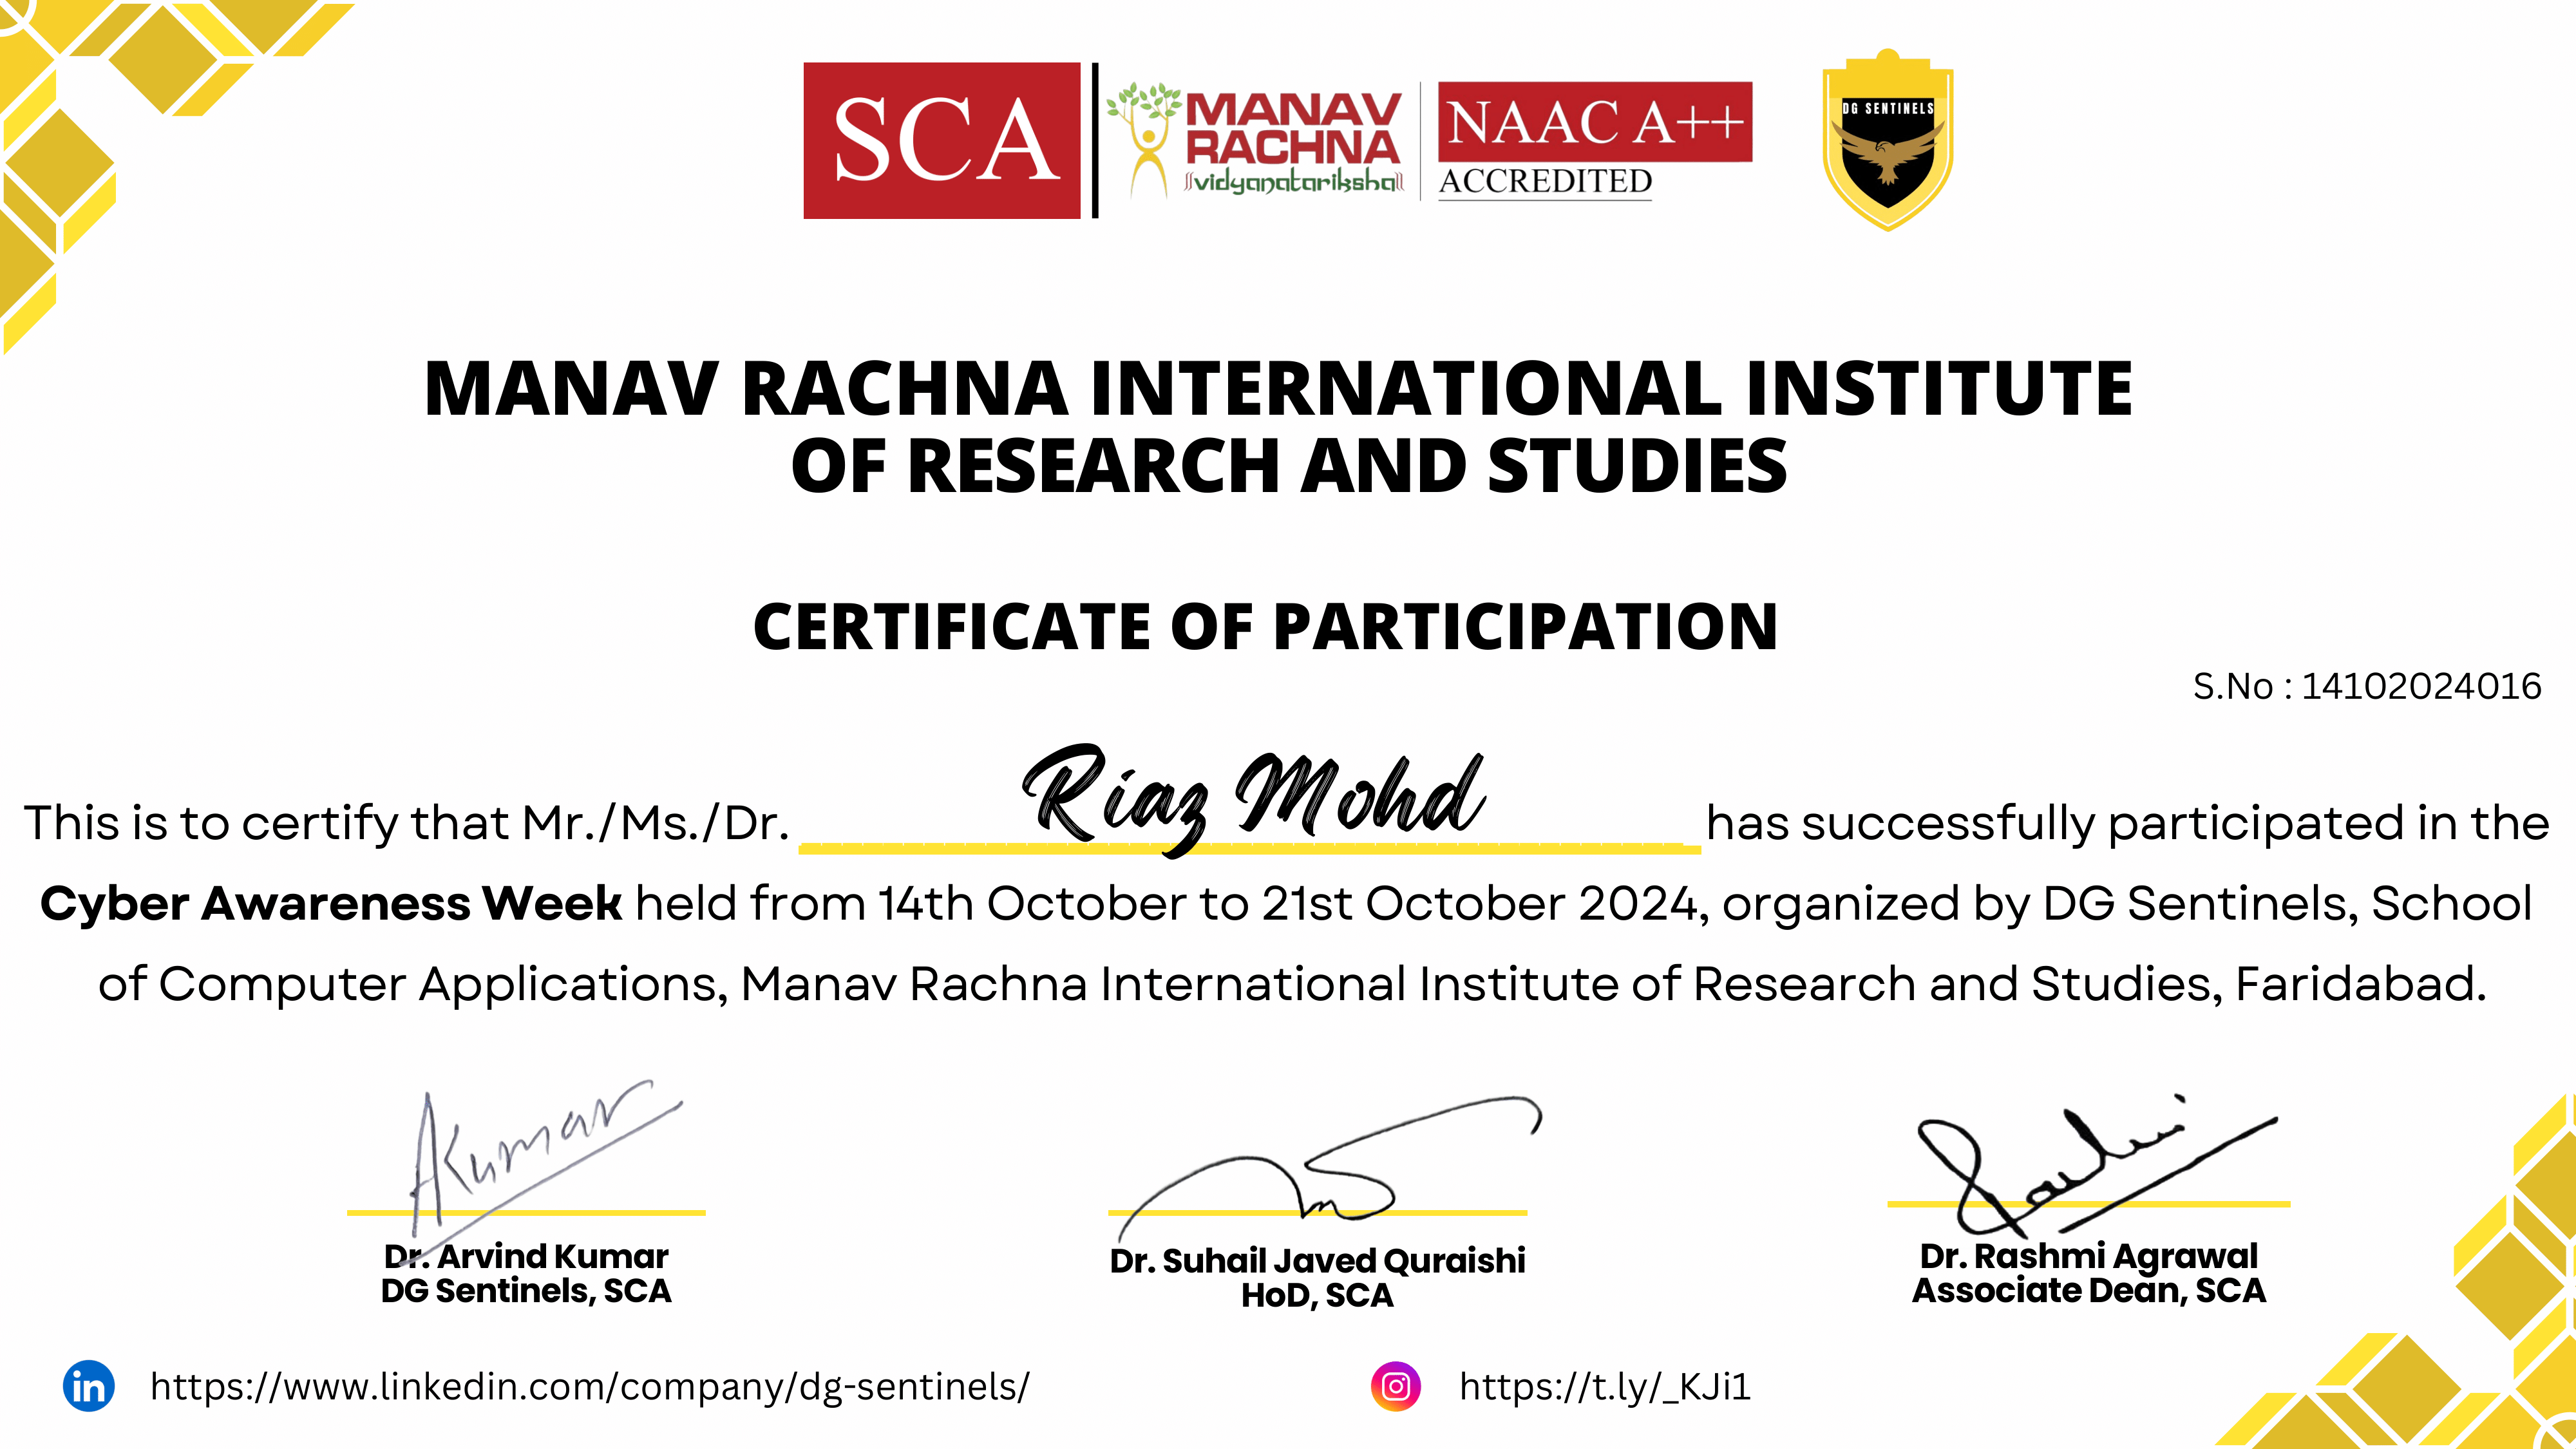 SCA
MANAV
RACHNA
vidyanatariksha
NAAC A++
ACCREDITED
DG SENTINELS
MANAV RACHNA INTERNATIONAL INSTITUTE
OF RESEARCH AND STUDIES
CERTIFICATE OF PARTICIPATION
S.No : 14102024016
This is to certify that Mr./Ms./Dr. Riaz Mohd has successfully participated in the
Cyber Awareness Week held from 14th October to 21st October 2024, organized by DG Sentinels, School
of Computer Applications, Manav Rachna International Institute of Research and Studies, Faridabad.
AKumar
Dr. Arvind Kumar
DG Sentinels, SCA
Dr. Suhail Javed Quraishi
HoD, SCA
Dr. Rashmi Agrawal
Associate Dean, SCA
in
https://www.linkedin.com/company/dg-sentinels/
https://t.ly/_KJi1